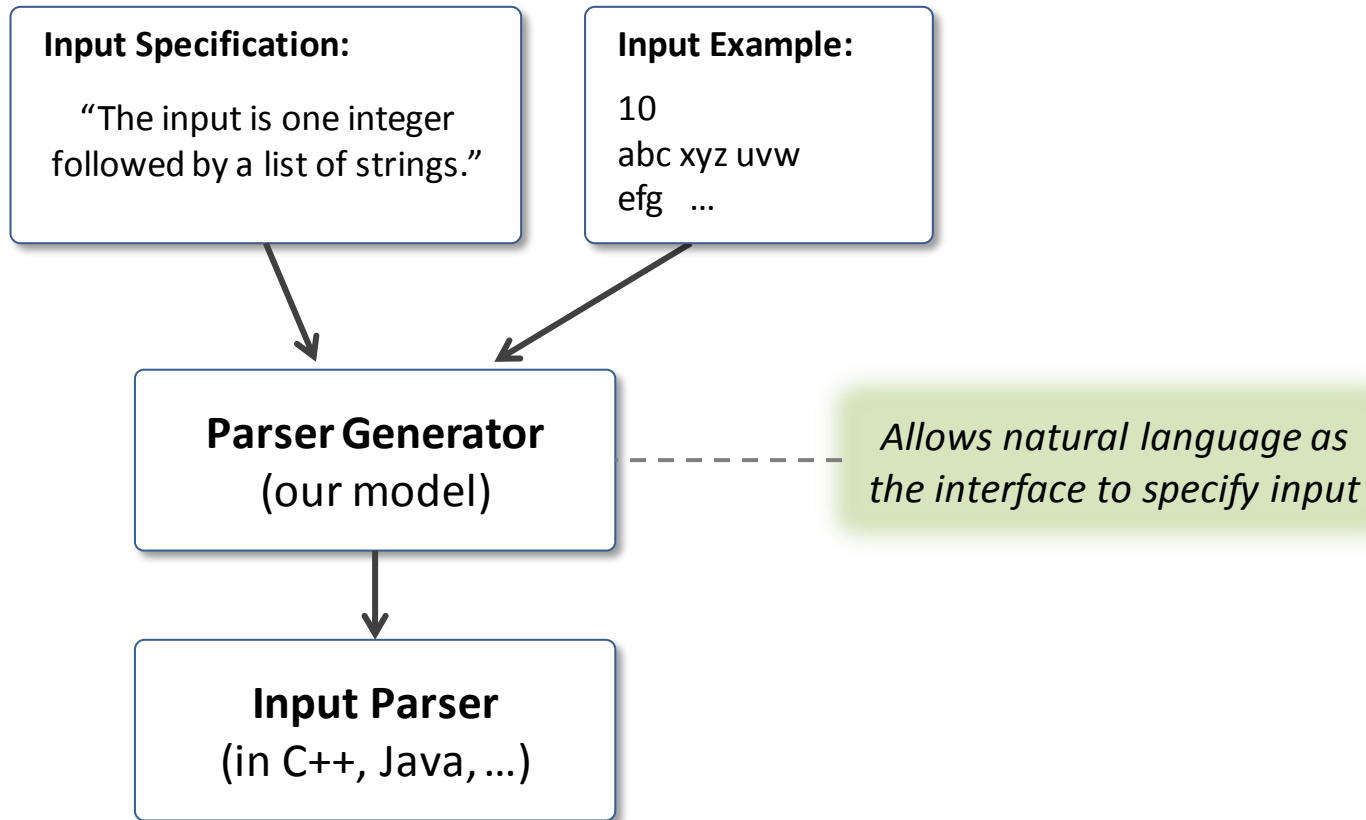 Input Specification:
“The input is one integer
followed by a list of strings.”
Input Example:
10
abc xyz uvw
efg ...
Parser Generator
(our model)
Allows natural language as
the interface to specify input
Input Parser
(in C++, Java, ...)